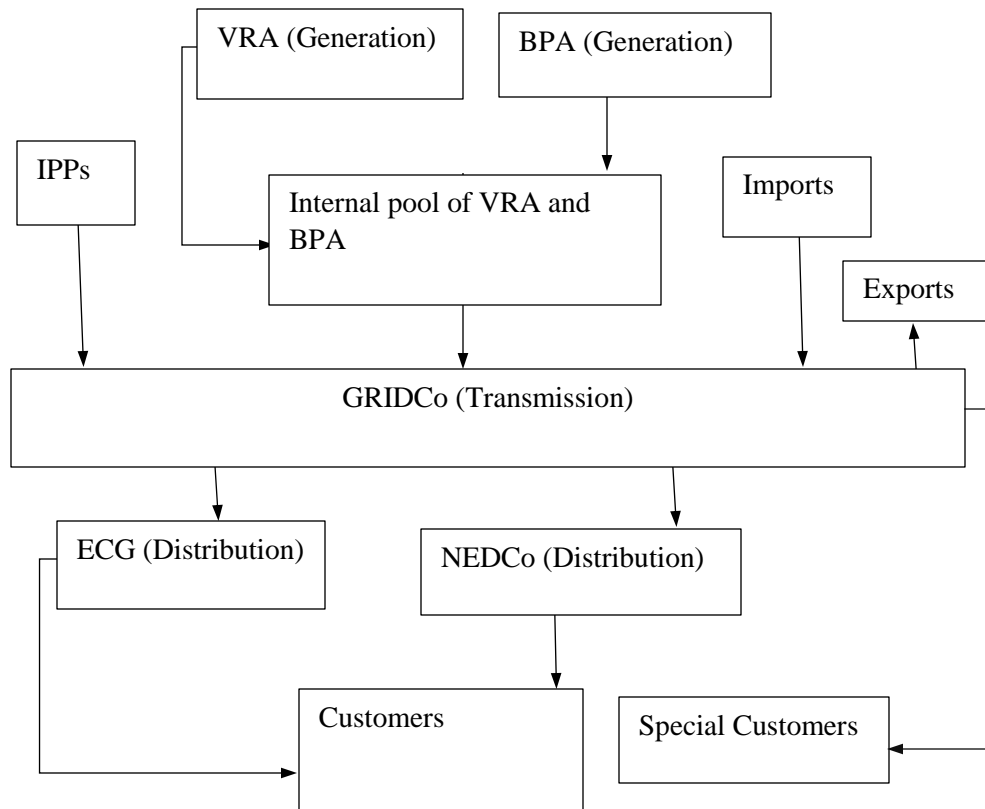 VRA (Generation)
BPA (Generation)
IPPs
Internal pool of VRA and
BPA
Imports
Exports
GRIDCo (Transmission)
ECG (Distribution)
NEDCo (Distribution)
Customers
Special Customers